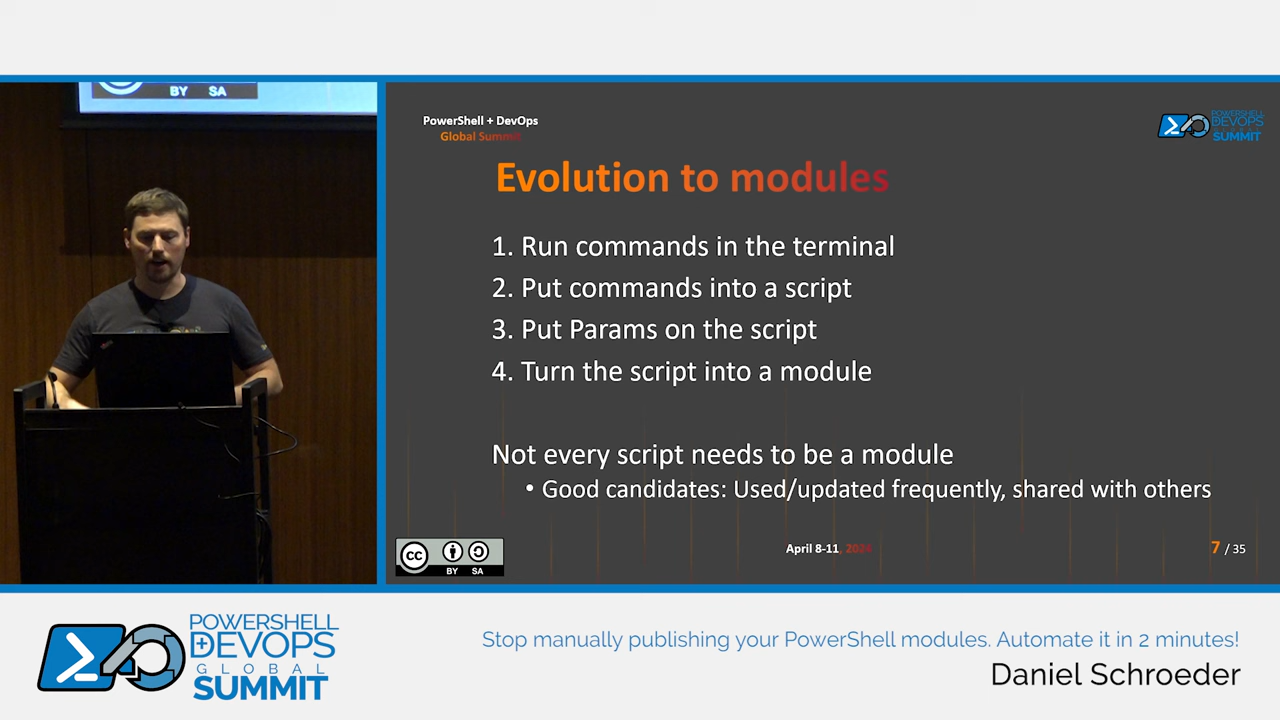 BY SA
PowerShell + DevOps
Global Summit
POWERSHELL
DEVOPS
SUMMIT
Evolution to modules
1. Run commands in the terminal
2. Put commands into a script
3. Put Params on the script
4. Turn the script into a module
Not every script needs to be a module
• Good candidates: Used/updated frequently, shared with others
cc BY SA
April 8-11, 2024
7 / 35
POWERSHELL
+DEVOPS
GLOBAL
SUMMIT
Stop manually publishing your PowerShell modules. Automate it in 2 minutes!
Daniel Schroeder